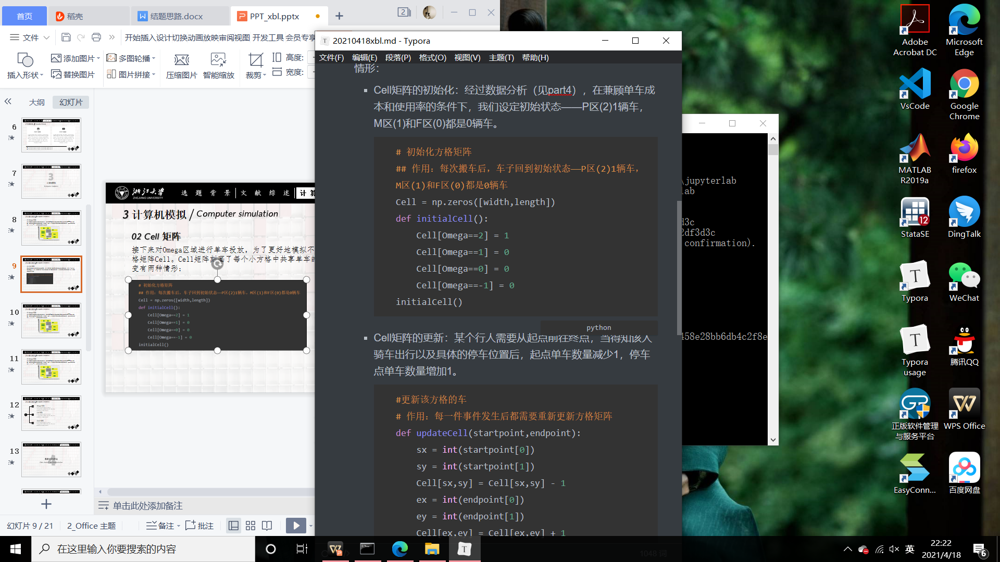 首页
稻壳
结题思路.docx
PPT_xbl.pptx
2
文件
开始插入设计切换动画放映审阅视图 开发工具 会员专享
插入形状
添加图片
替换图片
多图轮播
图片拼接
压缩图片
智能缩放
裁剪
高度:
宽度:
大纲
幻灯片
6
7
8
9
10
11
12
13
浙江大学
ZHEJIANG UNIVERSITY
选 题 背 景
文 献 综 述
计 算
3 计算机模拟 / Computer simulation
02 Cell 矩阵
接下来对Omega区域进行单车投放，为了更好地模拟不
格矩阵Cell。Cell矩阵刻画了每个小方格中共享单车的
变有两种情形：
# 初始化方格矩阵
## 作用：每次搬车后，车子回到初始状态——P区(2)1辆车，M区(1)和F区(0)都是0辆车
Cell = np.zeros([width,length])
def initialCell():
Cell[Omega==2] = 1
Cell[Omega==1] = 0
Cell[Omega==0] = 0
Cell[Omega==-1] = 0
initialCell()
单击此处添加备注
幻灯片 9 / 21
2_Office 主题
备注
批注
20210418xbl.md - Typora
文件(F) 编辑(E) 段落(P) 格式(O) 视图(V) 主题(T) 帮助(H)
情形：
Cell矩阵的初始化：经过数据分析（见part4），在兼顾单车成
本和使用率的条件下，我们设定初始状态——P区(2)1辆车，
M区(1)和F区(0)都是0辆车。
# 初始化方格矩阵
## 作用：每次搬车后，车子回到初始状态——P区(2)1辆车，
M区(1)和F区(0)都是0辆车
Cell = np.zeros([width,length])
def initialCell():
Cell[Omega==2] = 1
Cell[Omega==1] = 0
Cell[Omega==0] = 0
Cell[Omega==-1] = 0
initialCell()
python
Cell矩阵的更新：某个行人需要从起点前往终点，当得知该人
骑车出行以及具体的停车位置后，起点单车数量减少1，停车
点单车数量增加1。
#更新该方格的车
# 作用：每一件事件发生后都需要重新更新方格矩阵
def updateCell(startpoint,endpoint):
sx = int(startpoint[0])
sy = int(startpoint[1])
Cell[sx,sy] = Cell[sx,sy] - 1
ex = int(endpoint[0])
ey = int(endpoint[1])
Cell[ex,ey] = Cell[ex,ey] + 1
1048 词
\jupyterlab
lab
d3c
2df3d3c
confirmation).
458e28bb6db4c2f8e
Adobe
Acrobat DC
Microsoft
Edge
VsCode
Google
Chrome
MATLAB
R2019a
firefox
12
StataSE
DingTalk
Typora
WeChat
Typora
usage
腾讯QQ
正版软件管理
与服务平台
WPS Office
EasyConn...
百度网盘
在这里输入你要搜索的内容
英
22:22
2021/4/18
6